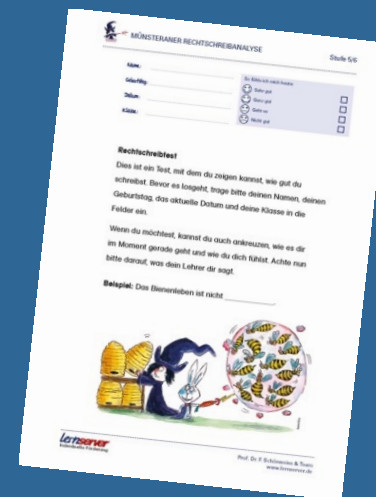 MÜNSTERANER RECHTSCHREIBANALYSE
Stufe 5/6
Name:
Geburtstag:
Datum:
Klasse:
So fühle ich mich heute:
Sehr gut
Ganz gut
Geht so
Nicht gut
Rechtschreibtest
Dies ist ein Test, mit dem du zeigen kannst, wie gut du
schreibst. Bevor es losgeht, trage bitte deinen Namen, deinen
Geburtstag, das aktuelle Datum und deine Klasse in die
Felder ein.
Wenn du möchtest, kannst du auch ankreuzen, wie es dir
im Moment gerade geht und wie du dich fühlst. Achte nun
bitte darauf, was dein Lehrer dir sagt.
Beispiel: Das Bienenleben ist nicht ____________.
Lernserver
Individuelle Förderung
Prof. Dr. F. Schönweiss & Team
www.lernserver.de